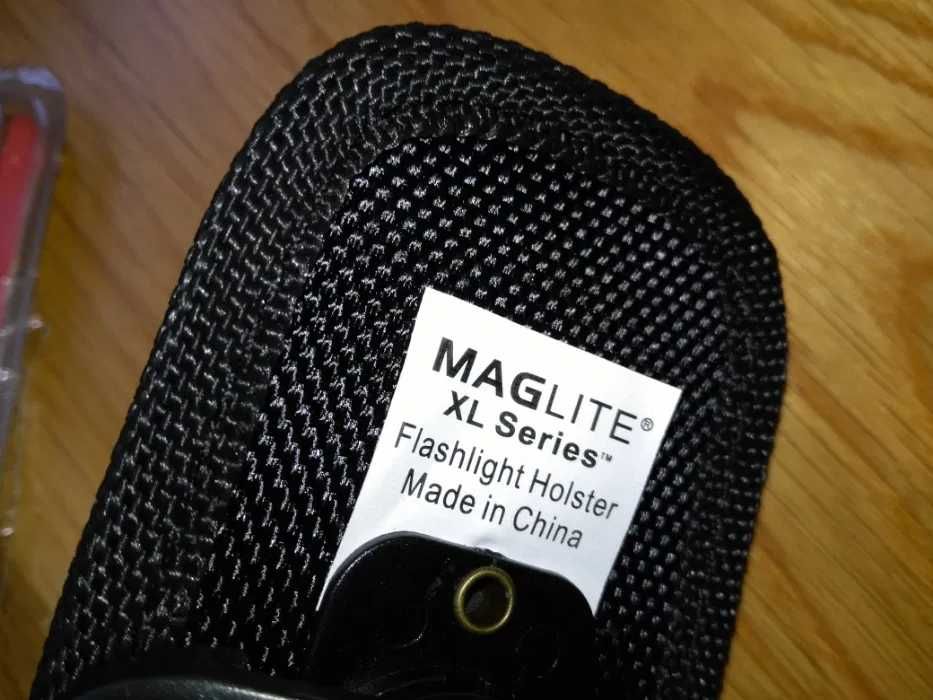 MAGLITE®
XL Series™
Flashlight Holster
Made in China